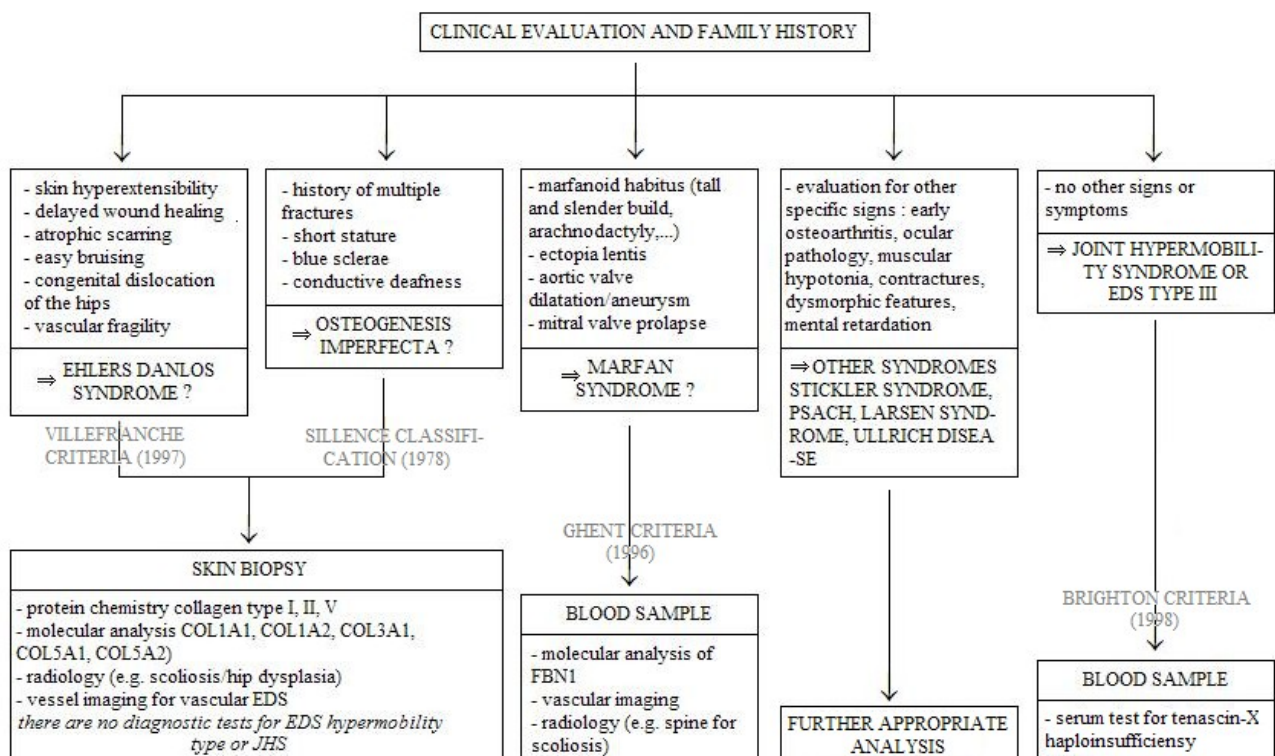 CLINICAL EVALUATION AND FAMILY HISTORY
- skin hyperextensibility
- delayed wound healing
- atrophic scarring
- easy bruising
- congenital dislocation
of the hips
- vascular fragility
⇒ EHLERS DANLOS
SYNDROME ?
- history of multiple
fractures
- short stature
- blue sclerae
- conductive deafness
⇒ OSTEOGENESIS
IMPERFECTA ?
- marfanoid habitus (tall
and slender build,
arachnodactyly,...)
- ectopia lentis
- aortic valve
dilatation/aneurysm
- mitral valve prolapse
⇒ MARFAN
SYNDROME ?
- evaluation for other
specific signs : early
osteoarthritis, ocular
pathology, muscular
hypotonia, contractures,
dysmorphic features,
mental retardation
⇒ OTHER SYNDROMES
STICKLER SYNDROME,
PSACH, LARSEN SYND-
ROME, ULLRICH DISEA
-SE
- no other signs or
symptoms
⇒ JOINT HYPERMOBILI-
TY SYNDROME OR
EDS TYPE III
VILLEFRANCHE
CRITERIA (1997)
SILLENCE CLASSIFI-
CATION (1978)
GHENT CRITERIA
(1996)
BRIGHTON CRITERIA
(1998)
SKIN BIOPSY
- protein chemistry collagen type I, II, V
- molecular analysis COL1A1, COL1A2, COL3A1,
COL5A1, COL5A2)
- radiology (e.g. scoliosis/hip dysplasia)
- vessel imaging for vascular EDS
there are no diagnostic tests for EDS hypermobility
type or JHS
BLOOD SAMPLE
- molecular analysis of
FBN1
- vascular imaging
- radiology (e.g. spine for
scoliosis)
FURTHER APPROPRIATE
ANALYSIS
BLOOD SAMPLE
- serum test for tenascin-X
haploinsufficiensy